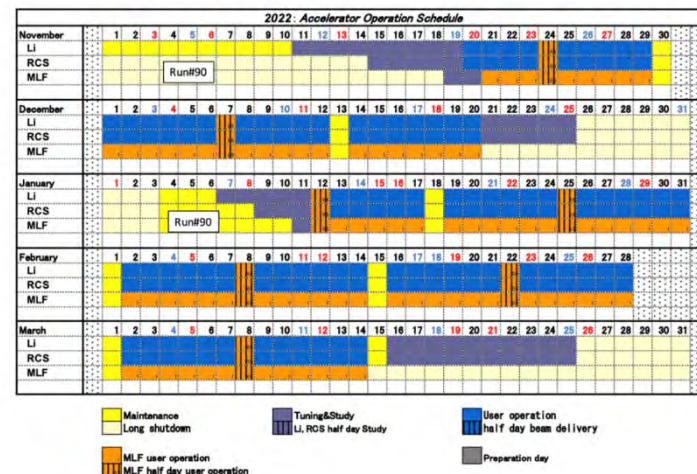 2022: Accelerator Operation Schedule
November 1 2 3 4 5 6 7 8 9 10 11 12 13 14 15 16 17 18 19 20 21 22 23 24 25 26 27 28 29 30
Li
RCS
Run#90
MLF
December 1 2 3 4 5 6 7 8 9 10 11 12 13 14 15 16 17 18 19 20 21 22 23 24 25 26 27 28 29 30 31
Li
RCS
MLF
January 1 2 3 4 5 6 7 8 9 10 11 12 13 14 15 16 17 18 19 20 21 22 23 24 25 26 27 28 29 30 31
Li
RCS
Run#90
MLF
February 1 2 3 4 5 6 7 8 9 10 11 12 13 14 15 16 17 18 19 20 21 22 23 24 25 26 27 28
Li
RCS
MLF
March 1 2 3 4 5 6 7 8 9 10 11 12 13 14 15 16 17 18 19 20 21 22 23 24 25 26 27 28 29 30 31
Li
RCS
MLF
Maintenance
Long shutdown
Tuning&Study
Li, RCS half day Study
User operation
half day beam delivery
MLF user operation
MLF half day user operation
Preparation day